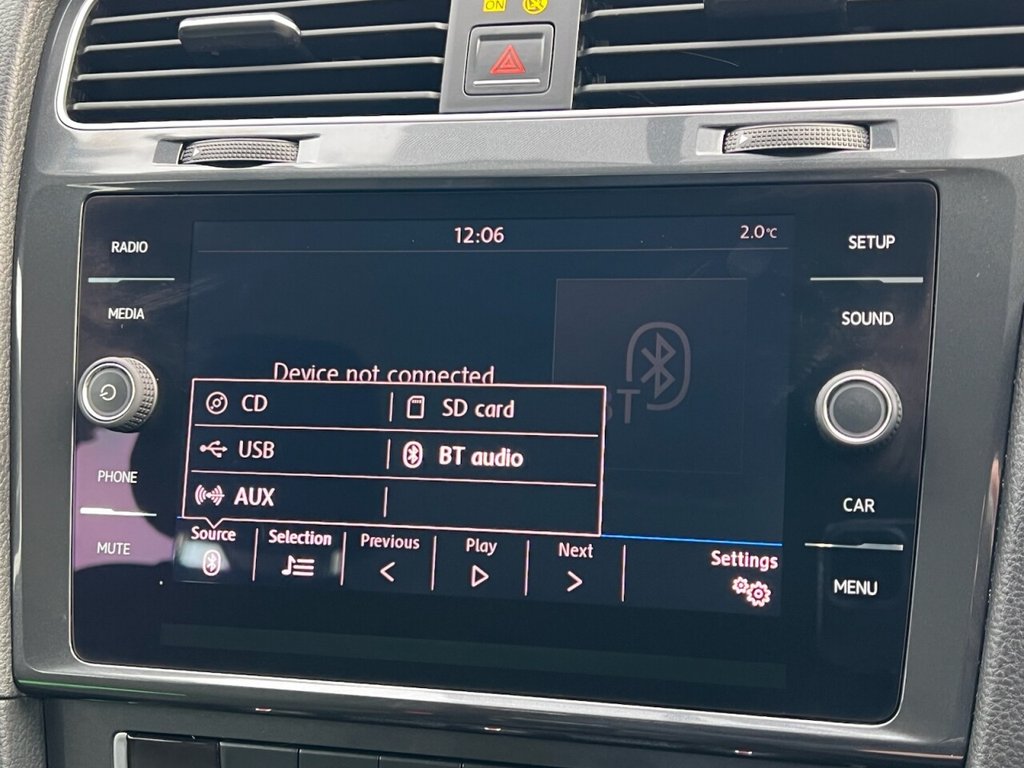 ON
RADIO
MEDIA
PHONE
MUTE
12:06
2.0°C
Device not connected
BT
CD
SD card
USB
BT audio
AUX
Source
Selection
Previous
Play
Next
Settings
SETUP
SOUND
CAR
MENU